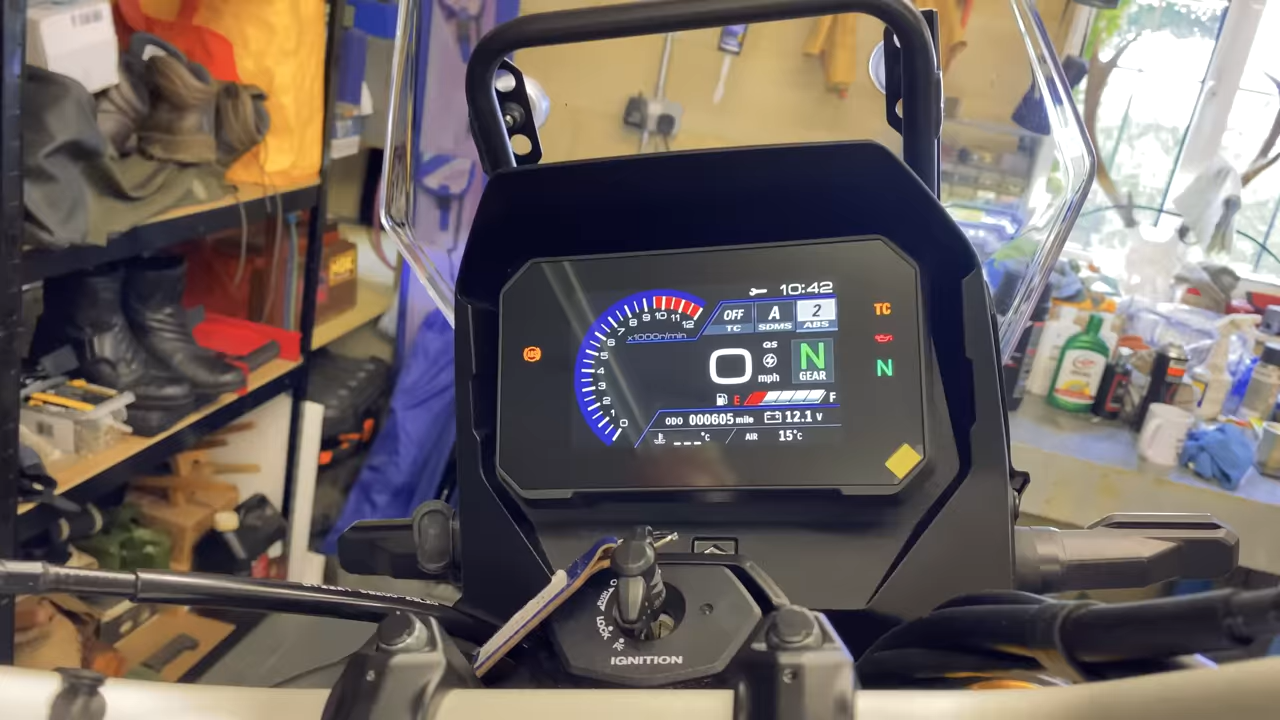 10:42
OFF A 2
TC SDMS ABS
TC
0 1 2 3 4 5 6 7 8 9 10 11 12
x1000r/min
ABS
QS
0 mph
N
GEAR
N
E F
ODO 000605 mile 12.1 V
_ _ _ °C AIR 15°C
LOCK
IGNITION